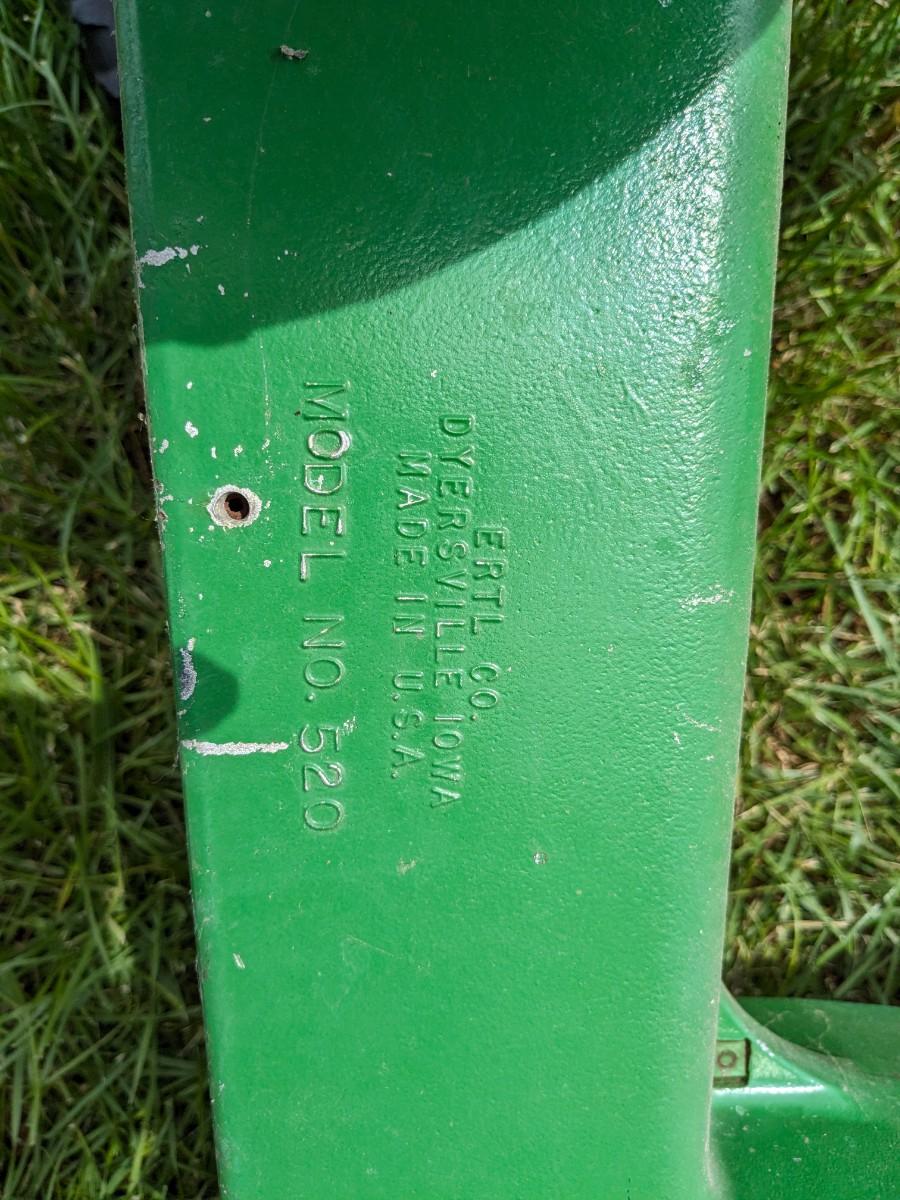 ERTL CO.
DYERSVILLE IOWA
MADE IN U.S.A.
MODEL NO. 520